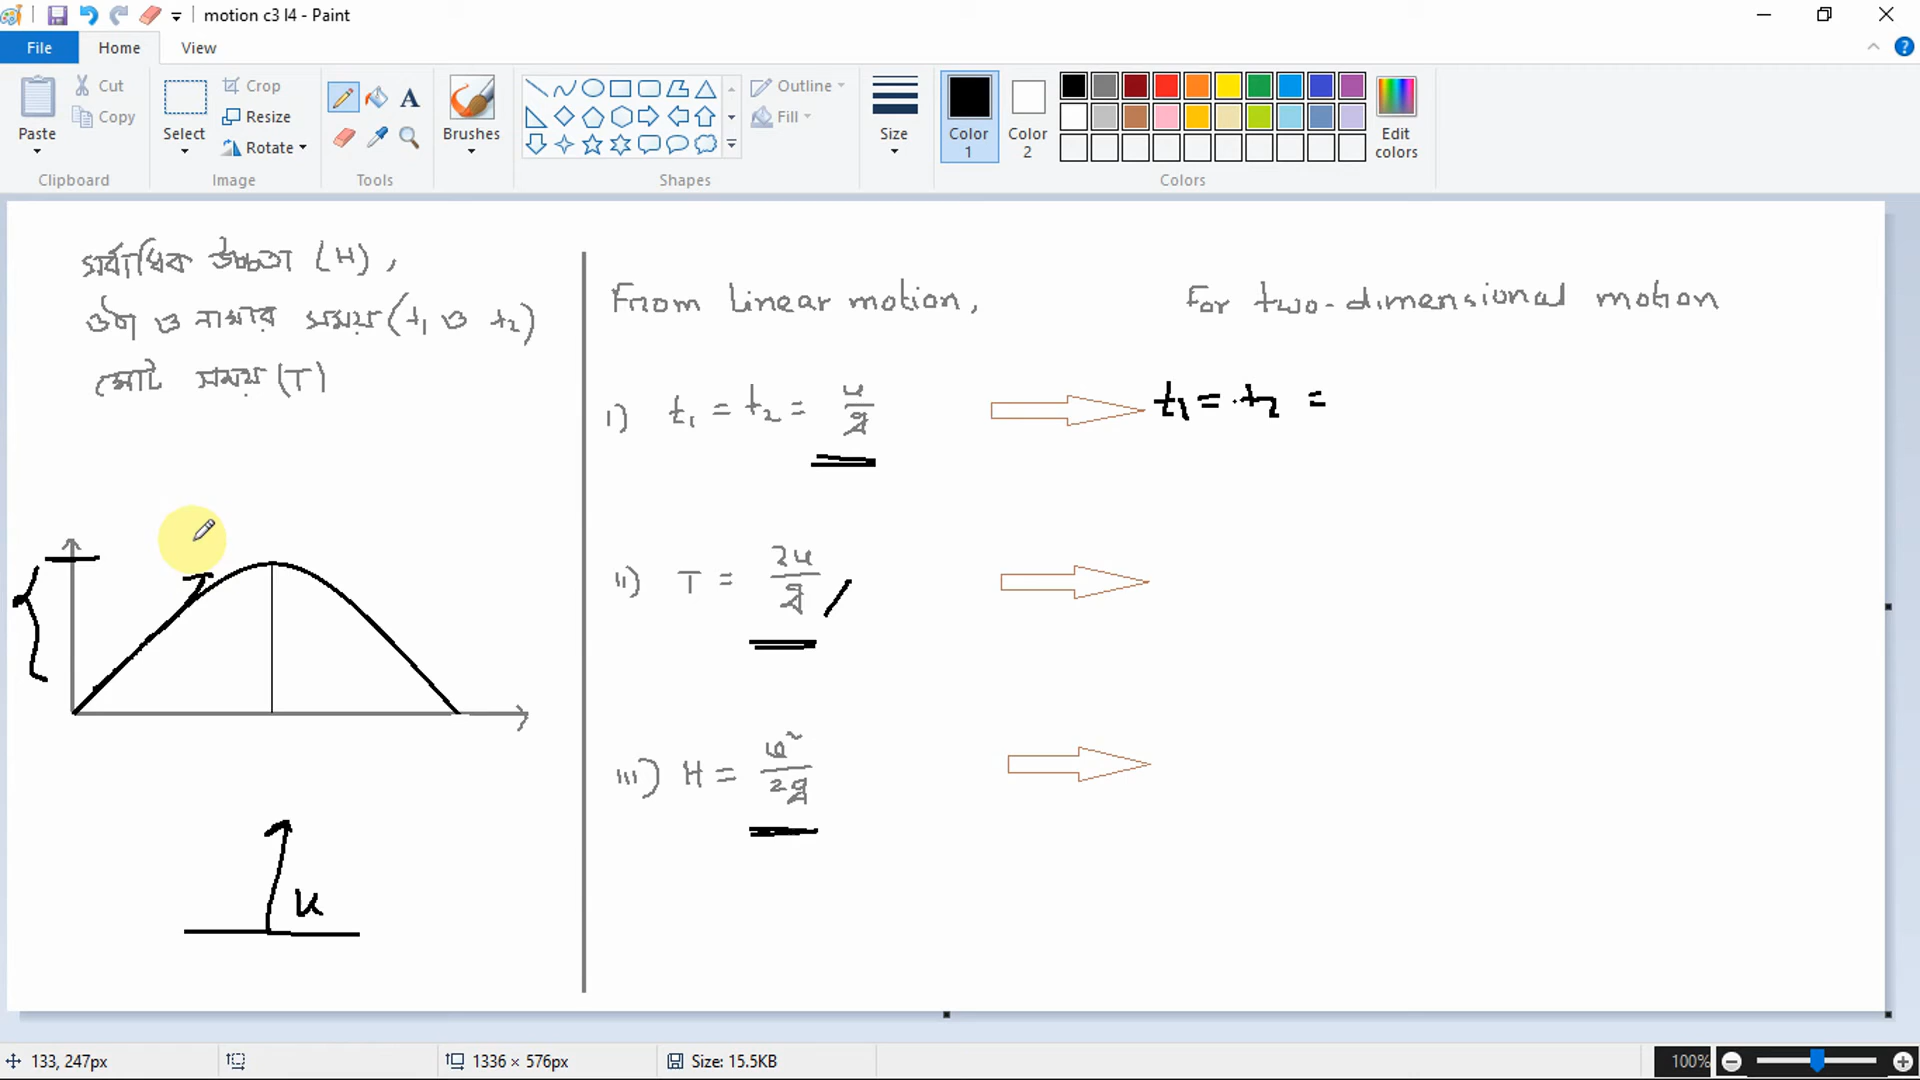 motion c3 l4 - Paint
File Home View
Paste Cut Copy Select Crop Resize Rotate Brushes Outline Fill Size Color 1 Color 2 Edit colors
Clipboard Image Tools Shapes Colors
সর্বাধিক উচ্চতা (H),
ওঠা ও নামার সময় (t₁ ও t₂)
মোট সময় (T)
u
From linear motion,
i) t₁ = t₂ = u/g
ii) T = 2u/g
iii) H = u²/2g
For two-dimensional motion
t₁ = t₂ =
133, 247px 1336 × 576px Size: 15.5KB 100%